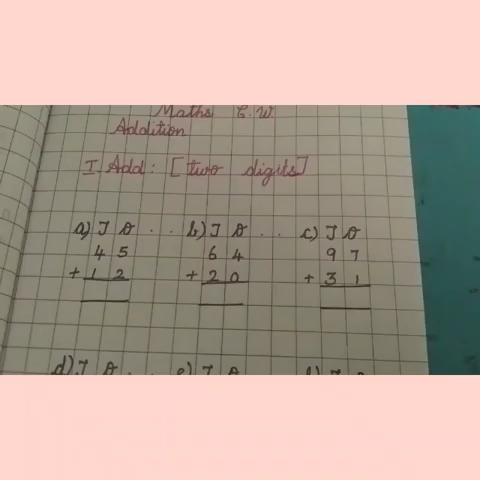 Maths C.W.
Addition
I. Add: [two digits]
a) T O . . b) T O . . c) T O
4 5 6 4 9 7
+ 1 2 + 2 0 + 3 1
d) T O . . . e) T O